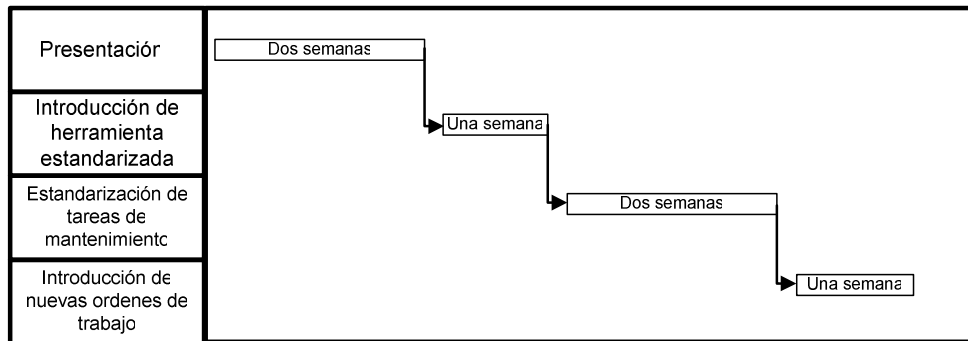 Presentación
Dos semanas
Introducción de
herramienta
estandarizada
Una semana
Estandarización de
tareas de
mantenimiento
Dos semanas
Introducción de
nuevas ordenes de
trabajo
Una semana